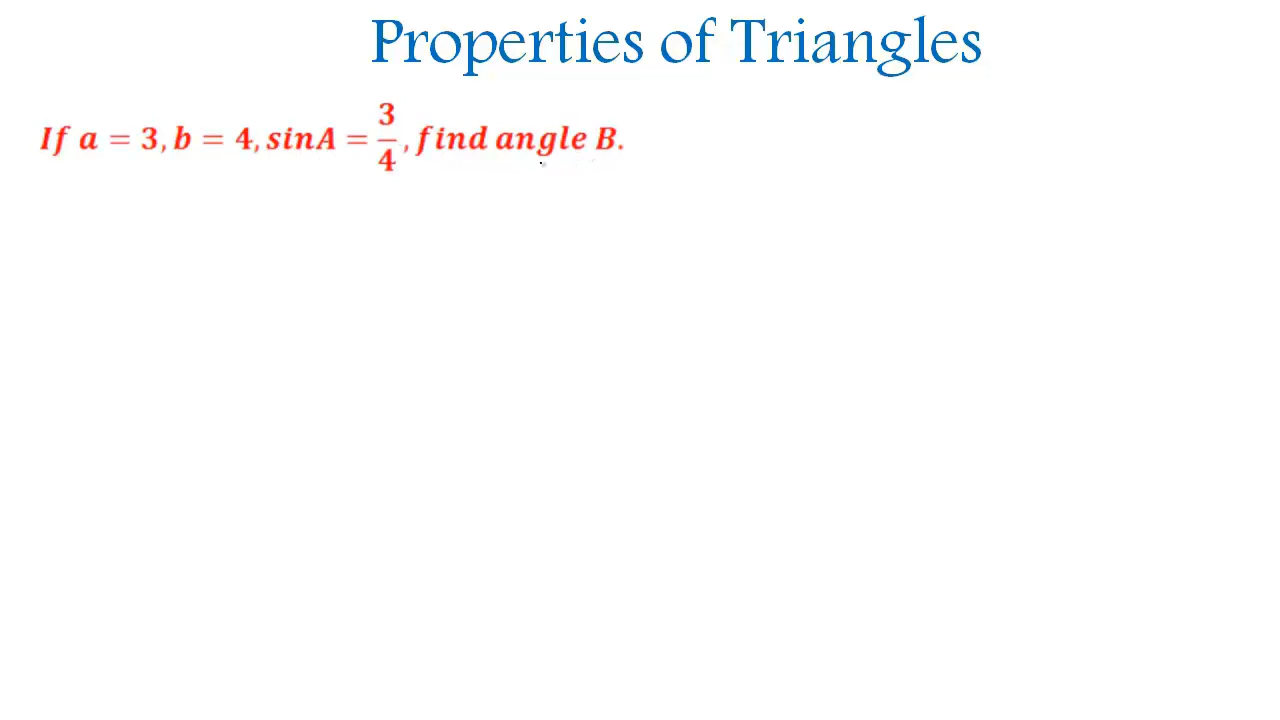 Properties of Triangles
If a = 3, b = 4, sinA = 3/4, find angle B.